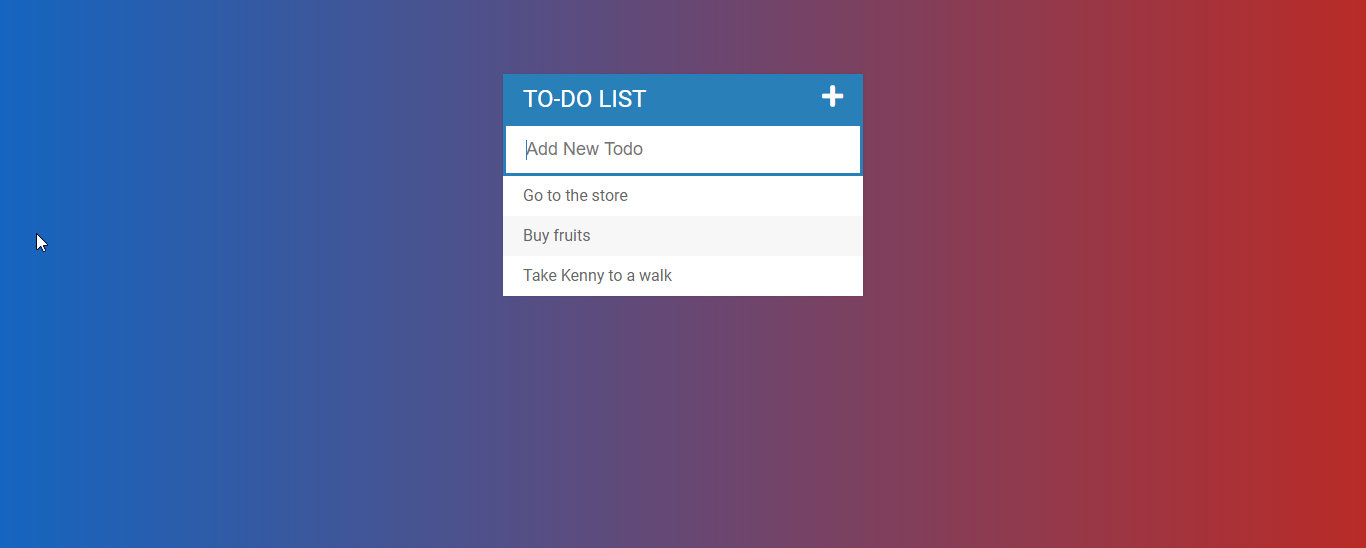 TO-DO LIST
Add New Todo
Go to the store
Buy fruits
Take Kenny to a walk